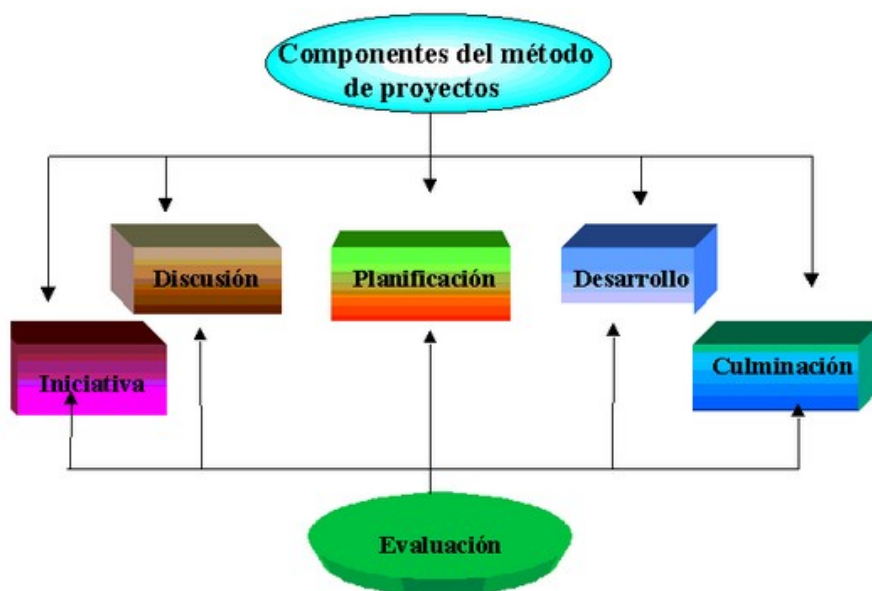 Componentes del método
de proyectos
Discusión
Planificación
Desarrollo
Iniciativa
Culminación
Evaluación